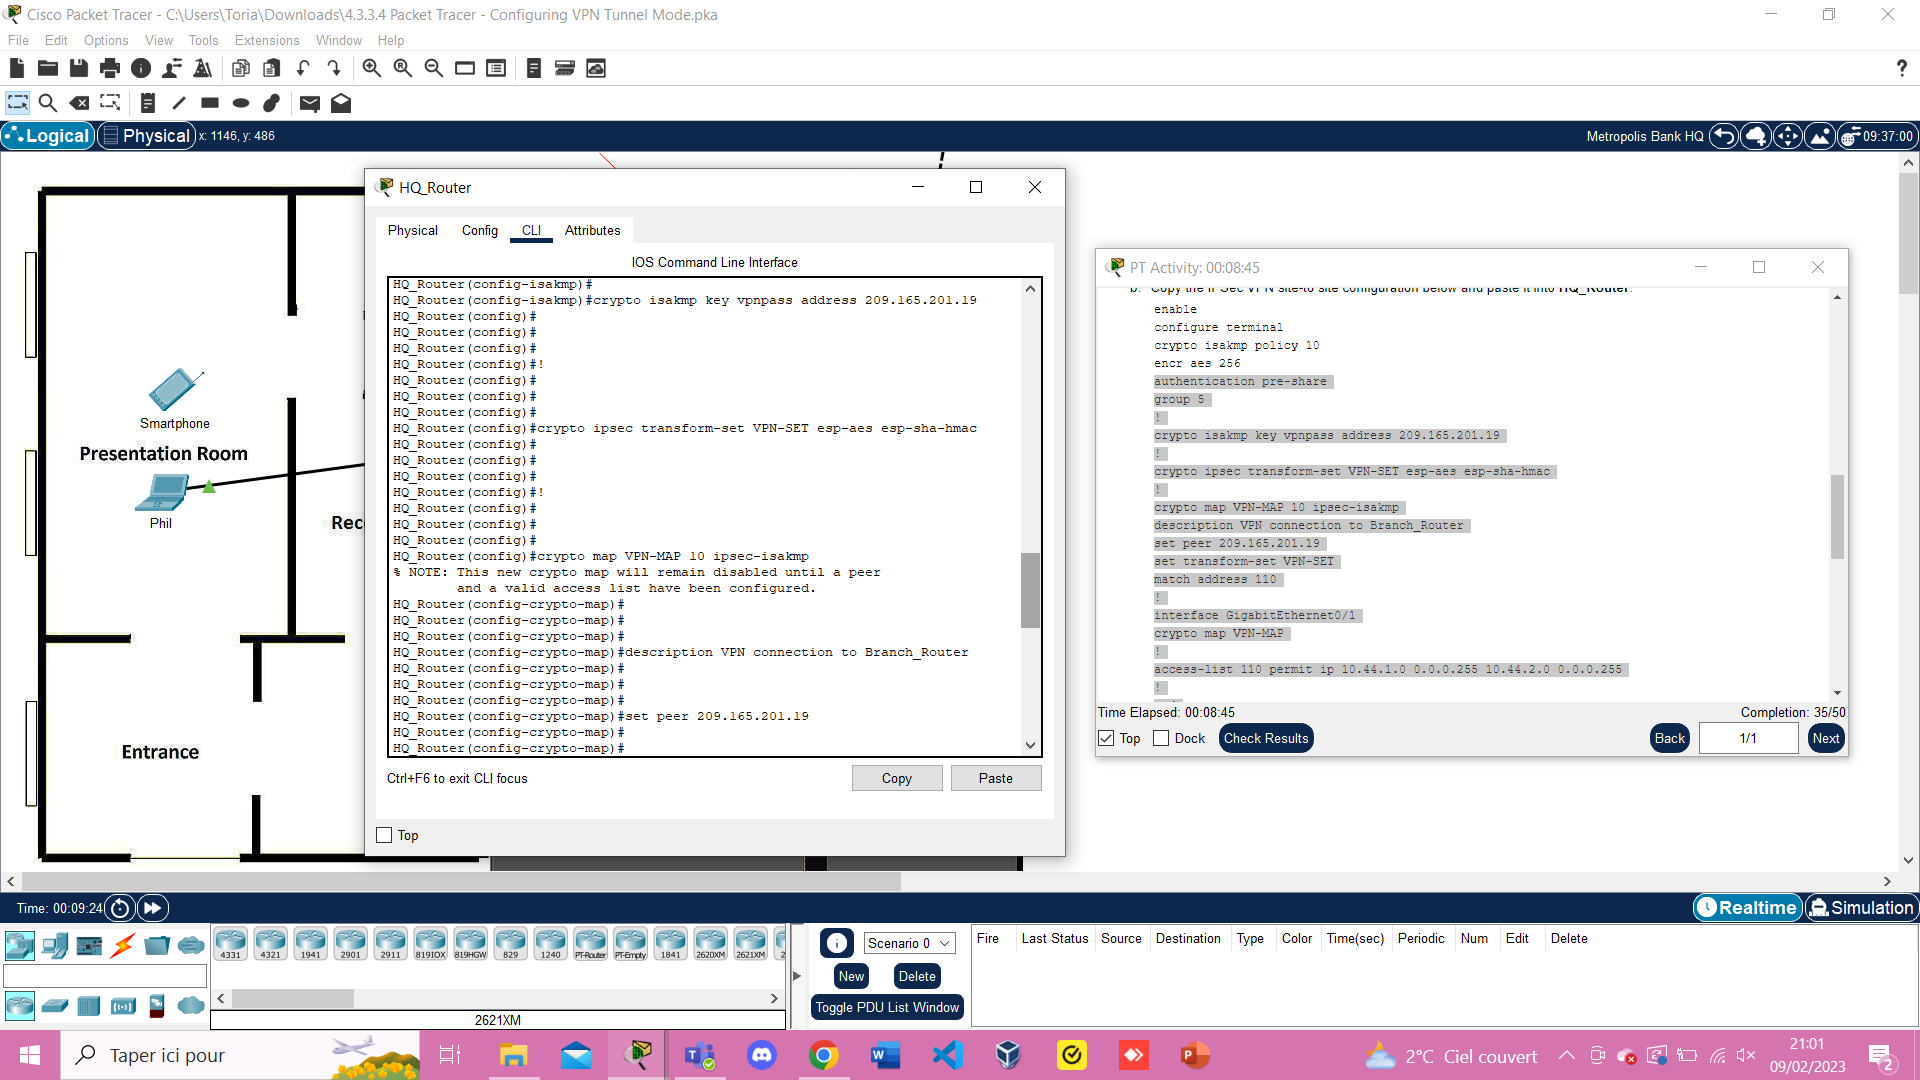 Cisco Packet Tracer - C:\Users\Toria\Downloads\4.3.3.4 Packet Tracer - Configuring VPN Tunnel Mode.pka
File Edit Options View Tools Extensions Window Help
?
Logical Physical x: 1146, y: 486
Metropolis Bank HQ 09:37:00
Smartphone
Presentation Room
Phil
Rec
Entrance
HQ_Router
Physical Config CLI Attributes
IOS Command Line Interface
HQ_Router(config-isakmp)#
HQ_Router(config-isakmp)#crypto isakmp key vpnpass address 209.165.201.19
HQ_Router(config)#
HQ_Router(config)#
HQ_Router(config)#
HQ_Router(config)#!
HQ_Router(config)#
HQ_Router(config)#
HQ_Router(config)#
HQ_Router(config)#crypto ipsec transform-set VPN-SET esp-aes esp-sha-hmac
HQ_Router(config)#
HQ_Router(config)#
HQ_Router(config)#
HQ_Router(config)#!
HQ_Router(config)#
HQ_Router(config)#
HQ_Router(config)#
HQ_Router(config)#crypto map VPN-MAP 10 ipsec-isakmp
% NOTE: This new crypto map will remain disabled until a peer
and a valid access list have been configured.
HQ_Router(config-crypto-map)#
HQ_Router(config-crypto-map)#
HQ_Router(config-crypto-map)#
HQ_Router(config-crypto-map)#description VPN connection to Branch_Router
HQ_Router(config-crypto-map)#
HQ_Router(config-crypto-map)#
HQ_Router(config-crypto-map)#
HQ_Router(config-crypto-map)#set peer 209.165.201.19
HQ_Router(config-crypto-map)#
HQ_Router(config-crypto-map)#
Ctrl+F6 to exit CLI focus
Copy Paste
Top
PT Activity: 00:08:45
b. Copy the IPSec VPN site-to site configuration below and paste it into HQ_Router.
enable
configure terminal
crypto isakmp policy 10
encr aes 256
authentication pre-share
group 5
!
crypto isakmp key vpnpass address 209.165.201.19
!
crypto ipsec transform-set VPN-SET esp-aes esp-sha-hmac
!
crypto map VPN-MAP 10 ipsec-isakmp
description VPN connection to Branch_Router
set peer 209.165.201.19
set transform-set VPN-SET
match address 110
!
interface GigabitEthernet0/1
crypto map VPN-MAP
!
access-list 110 permit ip 10.44.1.0 0.0.0.255 10.44.2.0 0.0.0.255
!
Time Elapsed: 00:08:45 Completion: 35/50
Top Dock Check Results Back 1/1 Next
Time: 00:09:24
Realtime Simulation
4331 4321 1941 2901 2911 819IOX 819HGW 829 1240 PT-Router PT-Empty 1841 2620XM 2621XM 2
2621XM
Scenario 0
New Delete
Toggle PDU List Window
Fire Last Status Source Destination Type Color Time(sec) Periodic Num Edit Delete
Taper ici pour
2°C Ciel couvert
21:01
09/02/2023
2